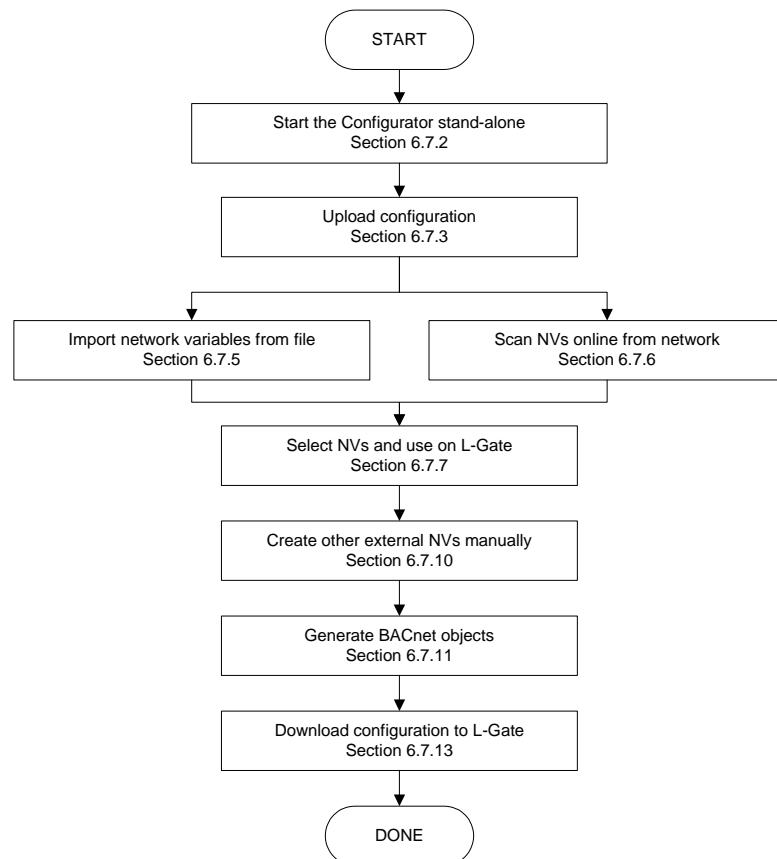 START
Start the Configurator stand-alone
Section 6.7.2
Upload configuration
Section 6.7.3
Import network variables from file
Section 6.7.5
Scan NVs online from network
Section 6.7.6
Select NVs and use on L-Gate
Section 6.7.7
Create other external NVs manually
Section 6.7.10
Generate BACnet objects
Section 6.7.11
Download configuration to L-Gate
Section 6.7.13
DONE